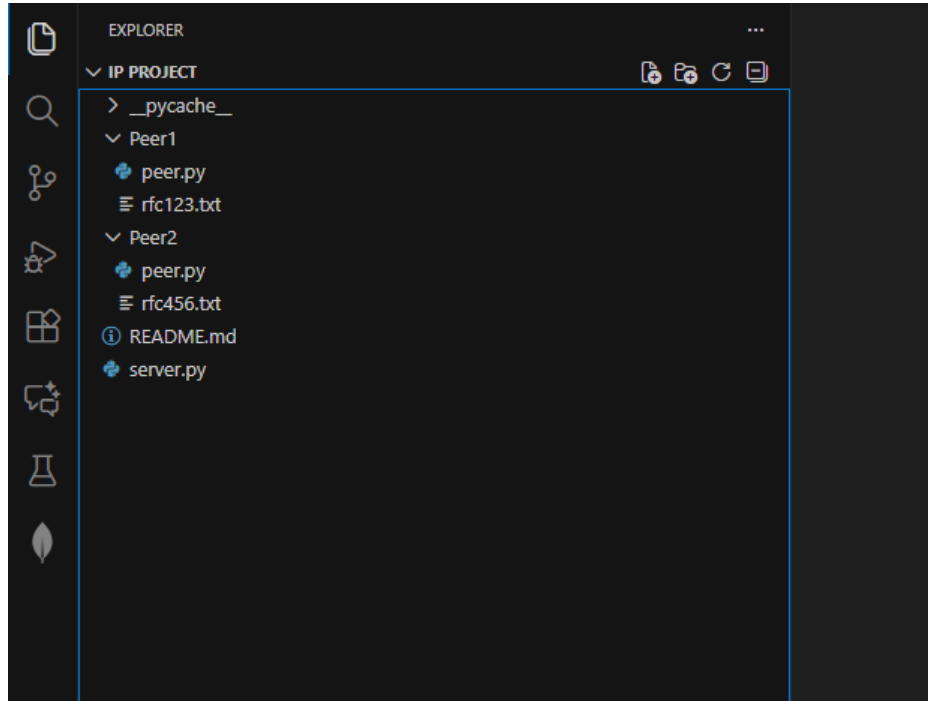 EXPLORER
IP PROJECT
__pycache__
Peer1
peer.py
rfc123.txt
Peer2
peer.py
rfc456.txt
README.md
server.py